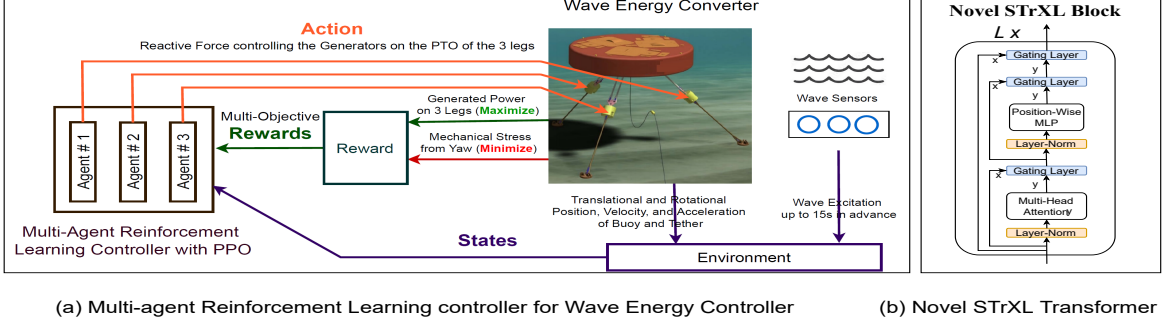 Wave Energy Converter
Action
Reactive Force controlling the Generators on the PTO of the 3 legs
Agent # 1
Agent # 2
Agent # 3
Multi-Objective
Rewards
Reward
Generated Power
on 3 Legs (Maximize)
Mechanical Stress
from Yaw (Minimize)
Wave Sensors
Translational and Rotational
Position, Velocity, and Acceleration
of Buoy and Tether
Wave Excitation
up to 15s in advance
Multi-Agent Reinforcement
Learning Controller with PPO
States
Environment
(a) Multi-agent Reinforcement Learning controller for Wave Energy Controller
Novel STrXL Block
L x
Gating Layer
x
y
Gating Layer
y
Position-Wise
MLP
Layer-Norm
Gating Layer
x
y
Multi-Head
Attentiony
Layer-Norm
(b) Novel STrXL Transformer